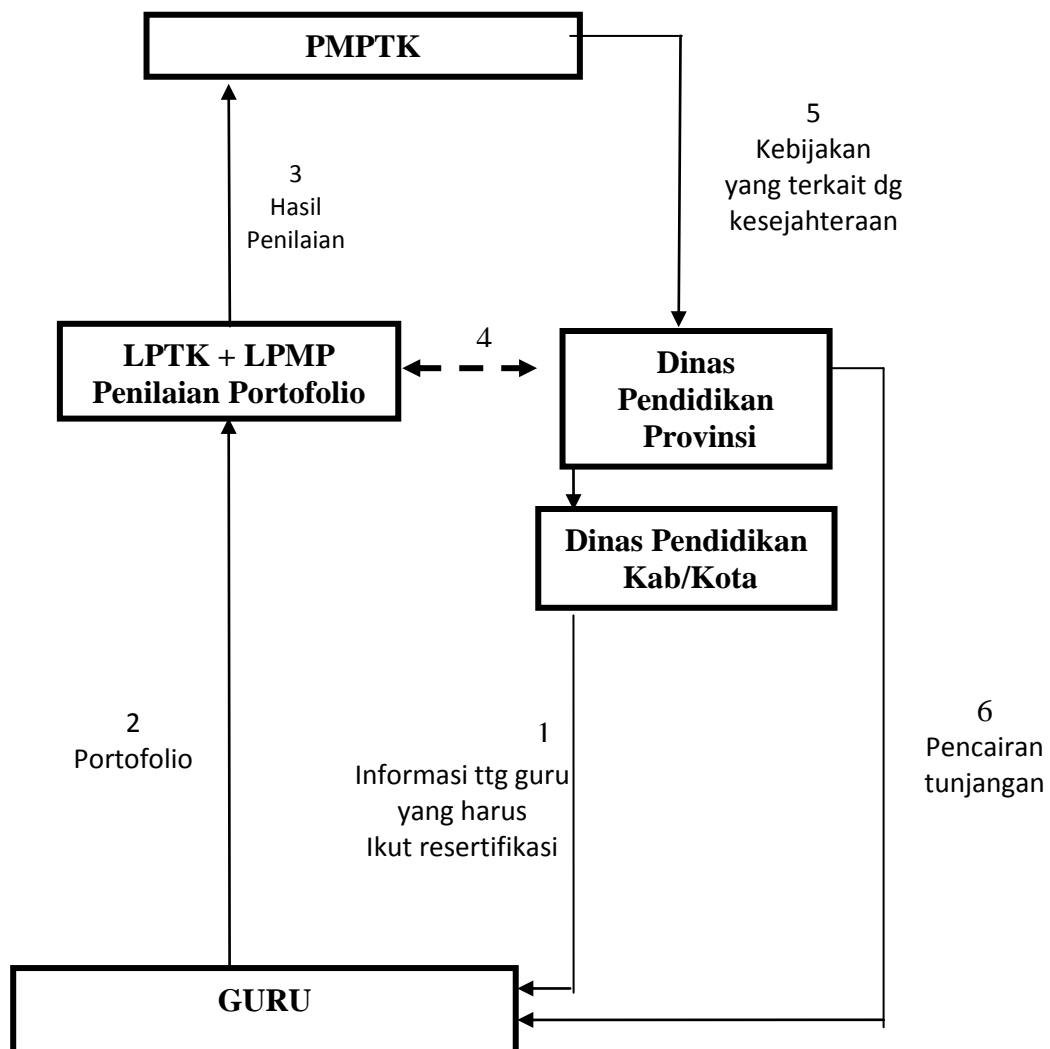 PMPTK
5
Kebijakan
yang terkait dg
kesejahteraan
3
Hasil
Penilaian
LPTK + LPMP
Penilaian Portofolio
4
Dinas
Pendidikan
Provinsi
Dinas Pendidikan
Kab/Kota
2
Portofolio
1
Informasi ttg guru
yang harus
Ikut resertifikasi
6
Pencairan
tunjangan
GURU